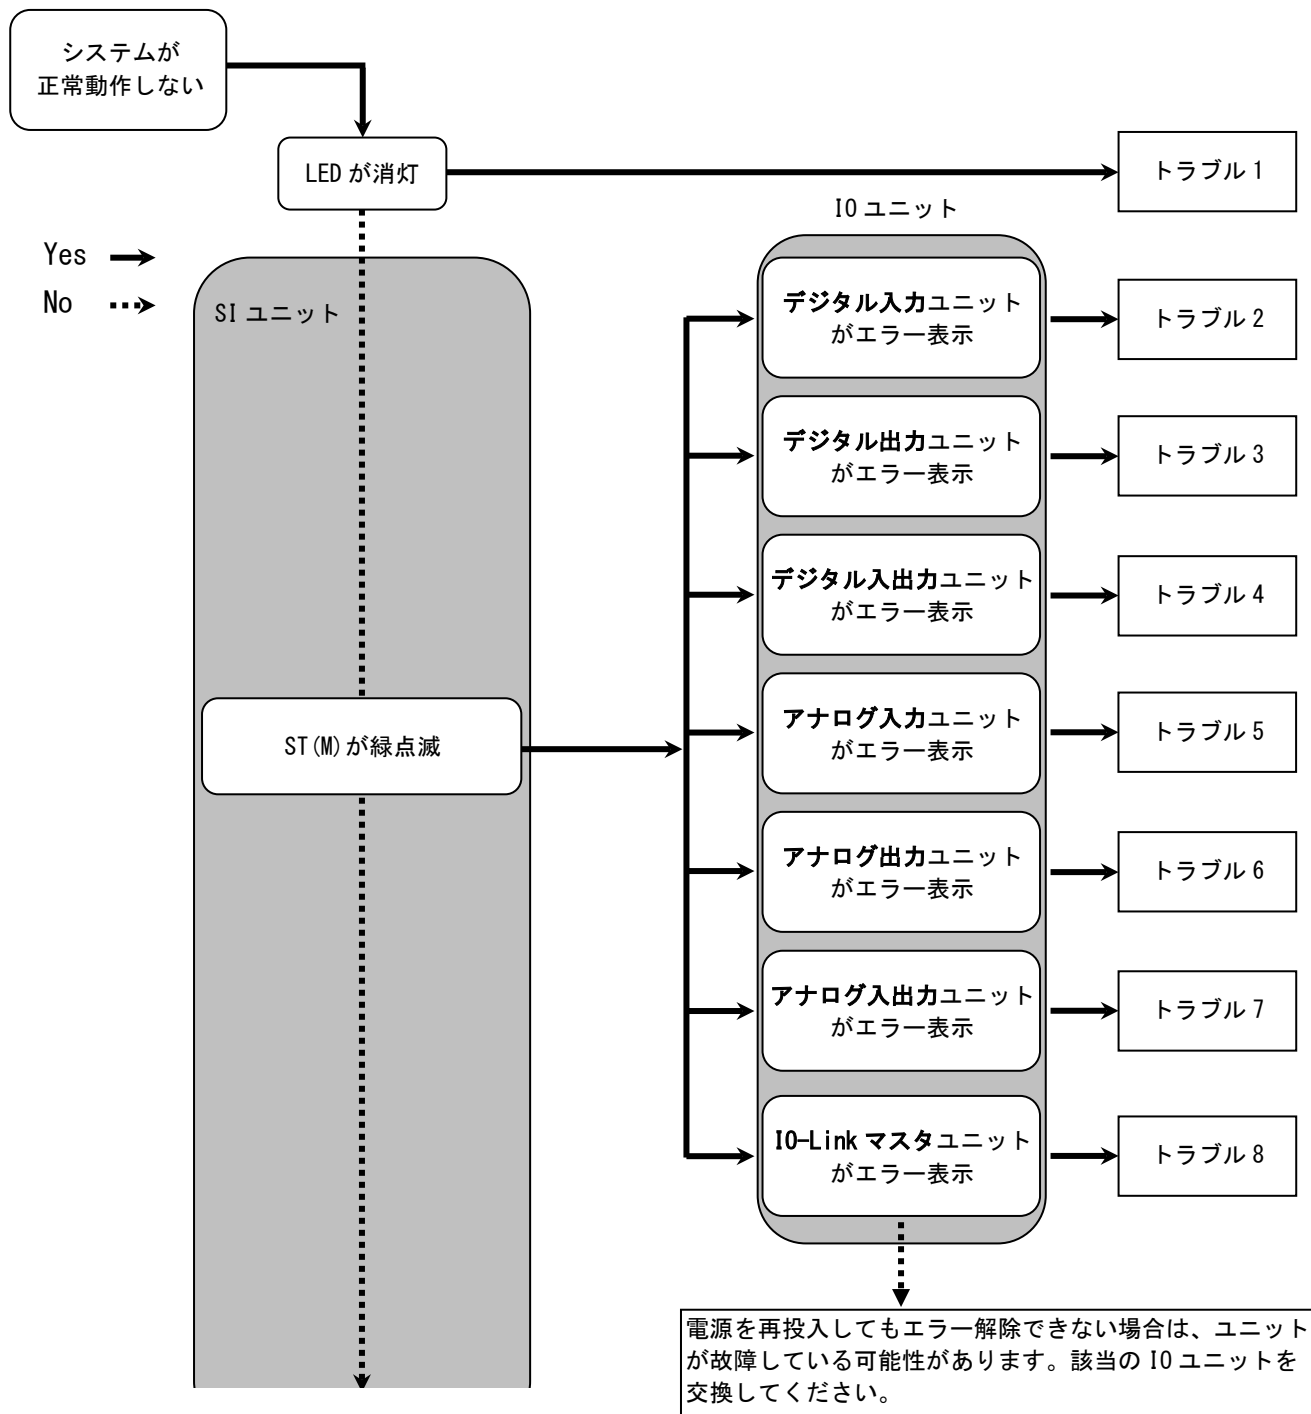 システムが
正常動作しない
LED が消灯
トラブル 1
IO ユニット
Yes
No
SI ユニット
デジタル入力ユニット
がエラー表示
トラブル 2
デジタル出力ユニット
がエラー表示
トラブル 3
デジタル入出力ユニット
がエラー表示
トラブル 4
ST(M)が緑点滅
アナログ入力ユニット
がエラー表示
トラブル 5
アナログ出力ユニット
がエラー表示
トラブル 6
アナログ入出力ユニット
がエラー表示
トラブル 7
IO-Link マスタユニット
がエラー表示
トラブル 8
電源を再投入してもエラー解除できない場合は、ユニット
が故障している可能性があります。該当の IO ユニットを
交換してください。